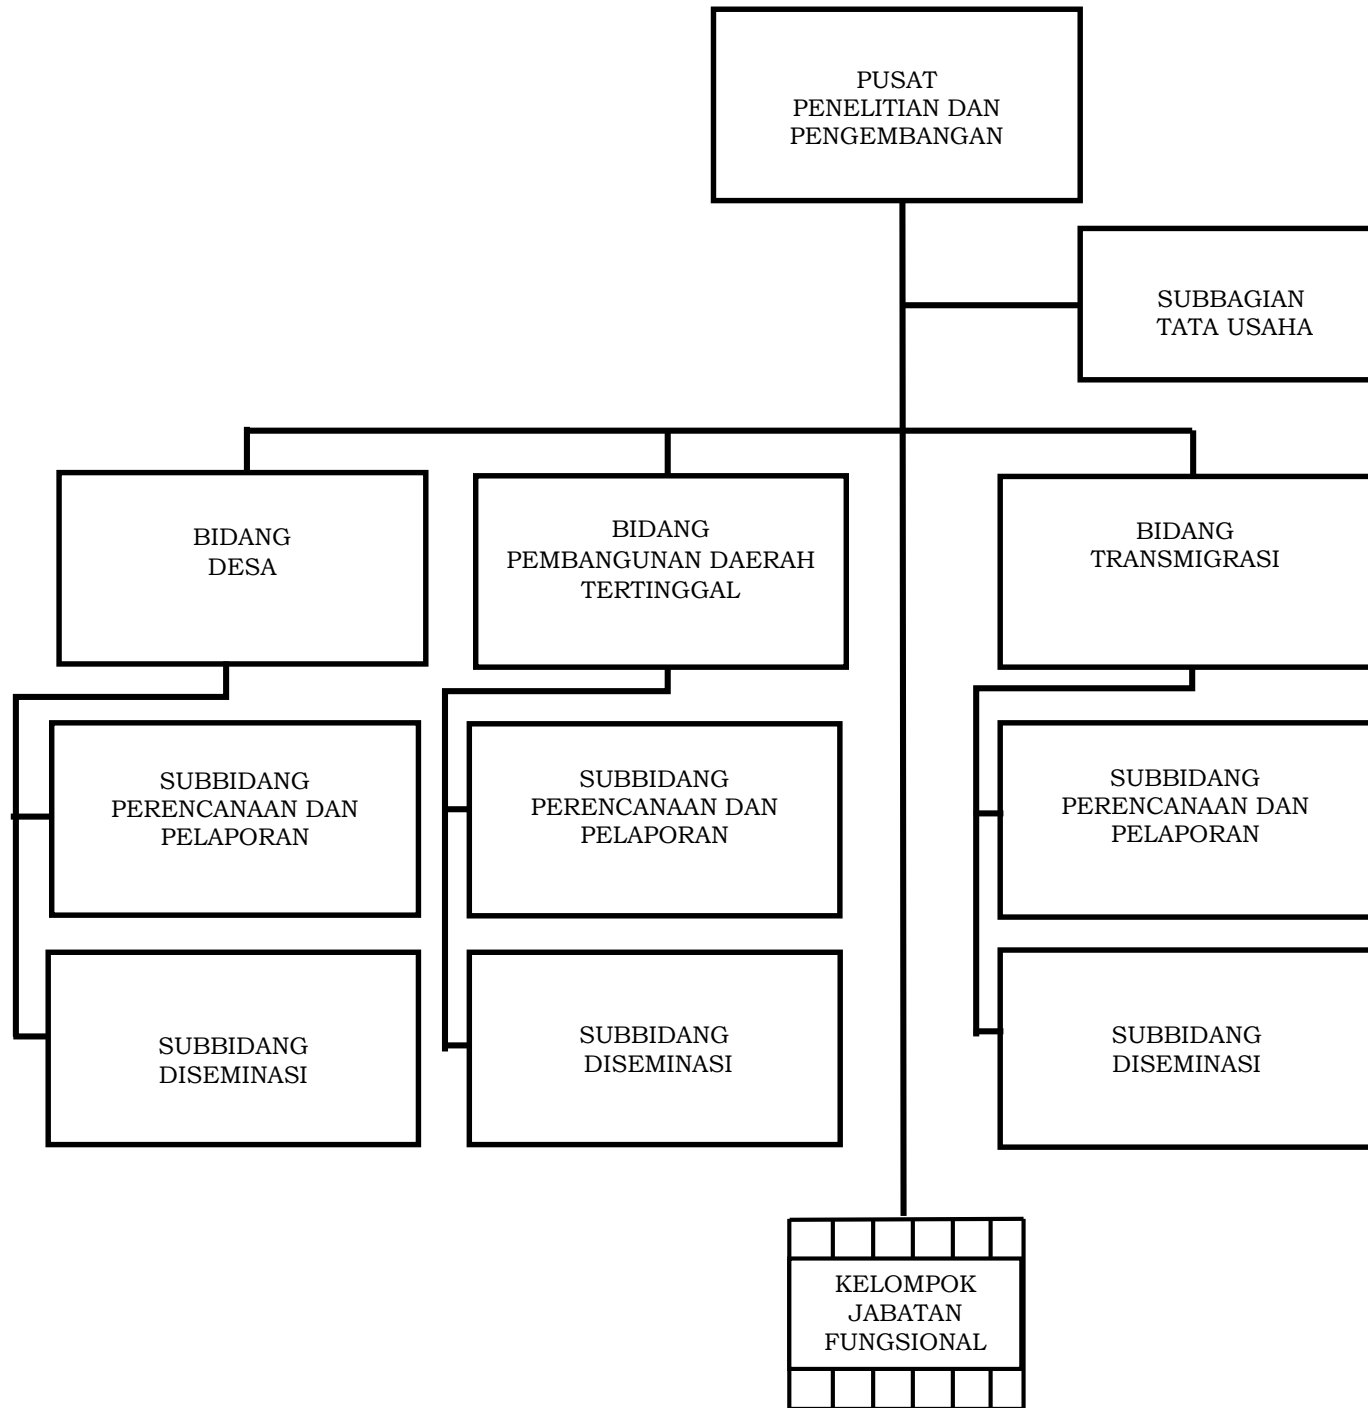 PUSAT
PENELITIAN DAN
PENGEMBANGAN
SUBBAGIAN
TATA USAHA
BIDANG
DESA
BIDANG
PEMBANGUNAN DAERAH
TERTINGGAL
BIDANG
TRANSMIGRASI
SUBBIDANG
PERENCANAAN DAN
PELAPORAN
SUBBIDANG
PERENCANAAN DAN
PELAPORAN
SUBBIDANG
PERENCANAAN DAN
PELAPORAN
SUBBIDANG
DISEMINASI
SUBBIDANG
DISEMINASI
SUBBIDANG
DISEMINASI
KELOMPOK
JABATAN
FUNGSIONAL